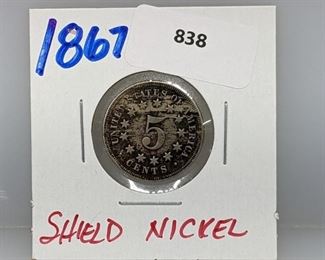 1867
838
UNITED STATES OF AMERICA
5
CENTS.
SHIELD NICKEL